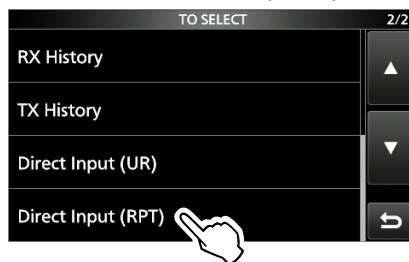 TO SELECT 2/2
RX History
TX History
Direct Input (UR)
Direct Input (RPT)